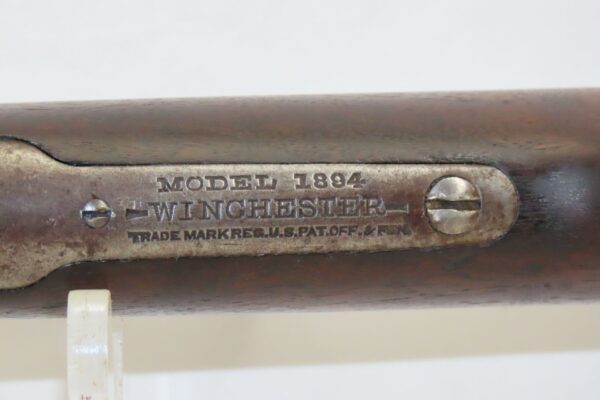 MODEL 1894
WINCHESTER
TRADE MARK REG. U.S. PAT. OFF. & FGN.